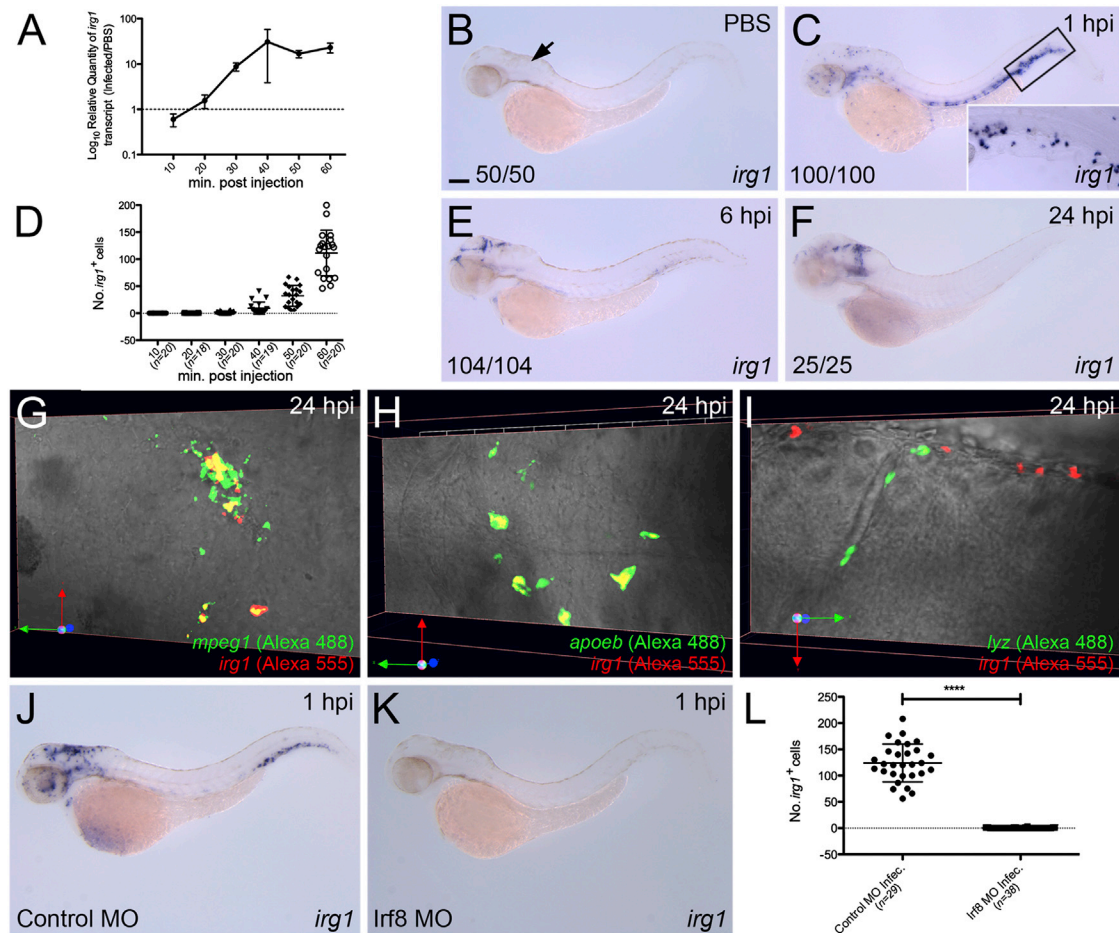 A
Log10 Relative Quantity of irg1
transcript (Infected/PBS)
100
10
1
0.1
10
20
30
40
50
60
min. post injection
B
PBS
50/50
irg1
C
1 hpi
100/100
irg1
D
No. irg1+ cells
200
150
100
50
0
-50
10
(n=20)
20
(n=18)
30
(n=20)
40
(n=19)
50
(n=20)
60
(n=20)
min. post injection
E
6 hpi
104/104
irg1
F
24 hpi
25/25
irg1
G
24 hpi
mpeg1 (Alexa 488)
irg1 (Alexa 555)
H
24 hpi
apoeb (Alexa 488)
irg1 (Alexa 555)
I
24 hpi
lyz (Alexa 488)
irg1 (Alexa 555)
J
1 hpi
Control MO
irg1
K
1 hpi
Irf8 MO
irg1
L
****
No. irg1+ cells
250
200
150
100
50
0
-50
Control MO Infec.
(n=29)
Irf8 MO Infec.
(n=38)